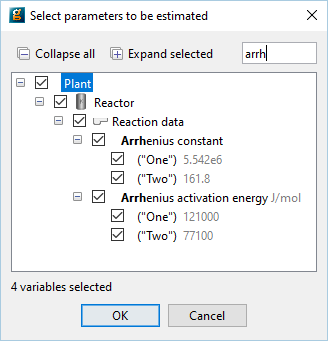 Select parameters to be estimated
Collapse all Expand selected arrh
Plant
Reactor
Reaction data
Arrhenius constant
("One") 5.542e6
("Two") 161.8
Arrhenius activation energy J/mol
("One") 121000
("Two") 77100
4 variables selected
OK Cancel